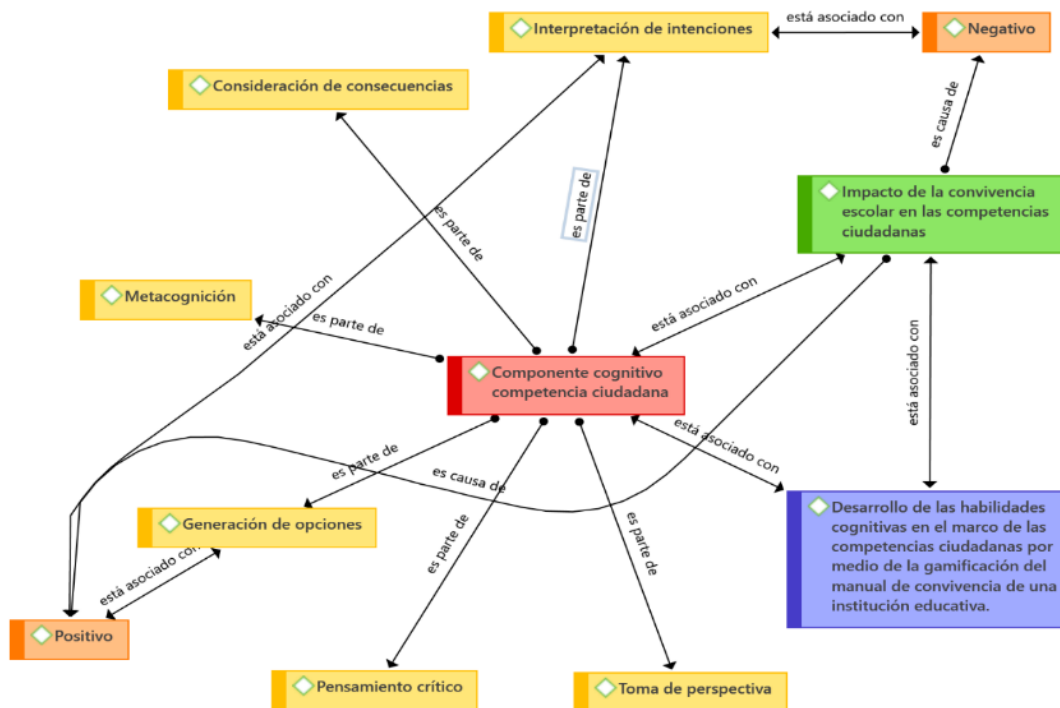 Interpretación de intenciones
está asociado con
Negativo
Consideración de consecuencias
es causa de
es parte de
Impacto de la convivencia
escolar en las competencias
ciudadanas
es parte de
Metacognición
está asociado con
es parte de
está asociado con
está asociado con
Componente cognitivo
competencia ciudadana
está asociado con
es parte de
es causa de
Generación de opciones
es parte de
es parte de
Desarrollo de las habilidades
cognitivas en el marco de
las competencias ciudadanas por
medio de la gamificación del
manual de convivencia de una
institución educativa.
está asociado con
Positivo
Pensamiento crítico
Toma de perspectiva